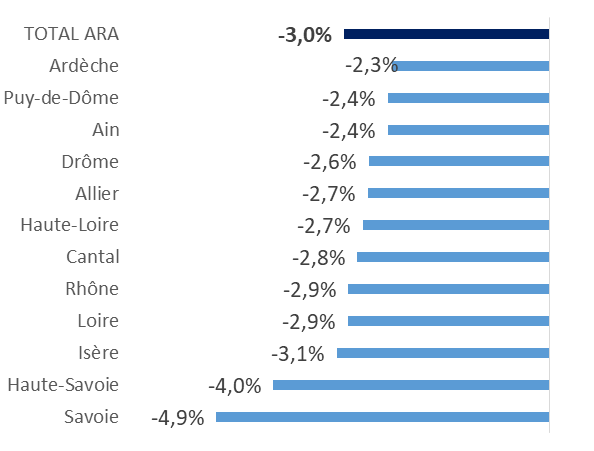 TOTAL ARA -3,0%
Ardèche -2,3%
Puy-de-Dôme -2,4%
Ain -2,4%
Drôme -2,6%
Allier -2,7%
Haute-Loire -2,7%
Cantal -2,8%
Rhône -2,9%
Loire -2,9%
Isère -3,1%
Haute-Savoie -4,0%
Savoie -4,9%